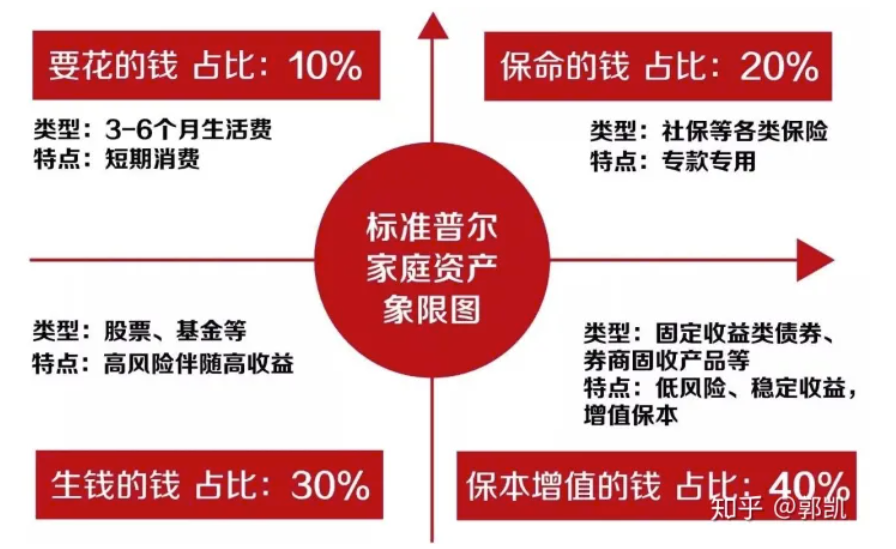 要花的钱 占比：10%
类型：3-6个月生活费
特点：短期消费
保命的钱 占比：20%
类型：社保等各类保险
特点：专款专用
标准普尔
家庭资产
象限图
类型：股票、基金等
特点：高风险伴随高收益
生钱的钱 占比：30%
类型：固定收益类债券、
券商固收产品等
特点：低风险、稳定收益，
增值保本
保本增值的钱 占比：40%
知乎 @郭凯